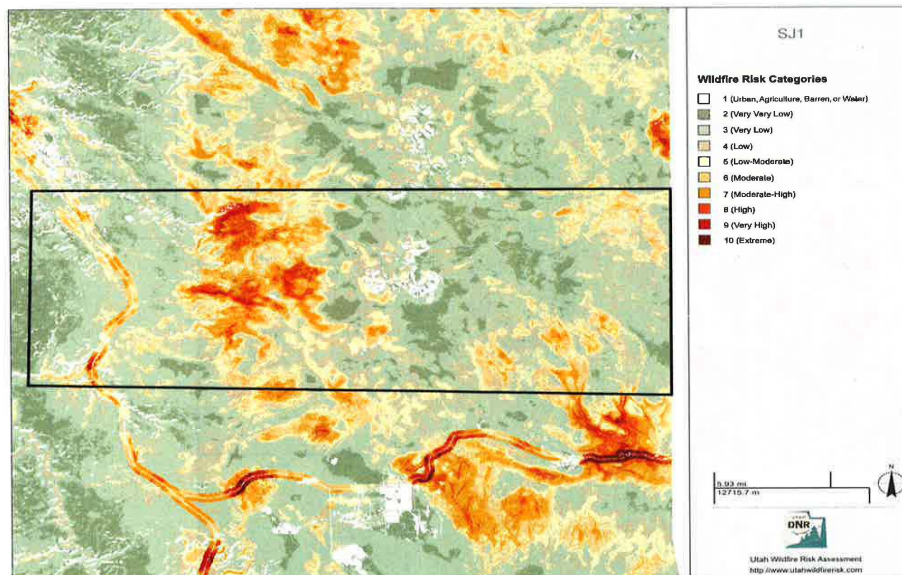 SJ1
Wildfire Risk Categories
1 (Urban, Agriculture, Barren, or Water)
2 (Very Very Low)
3 (Very Low)
4 (Low)
5 (Low-Moderate)
6 (Moderate)
7 (Moderate-High)
8 (High)
9 (Very High)
10 (Extreme)
5.93 mi
12715.7 m
N
UTAH
DNR
Utah Wildfire Risk Assessment
http://www.utahwildfirerisk.com